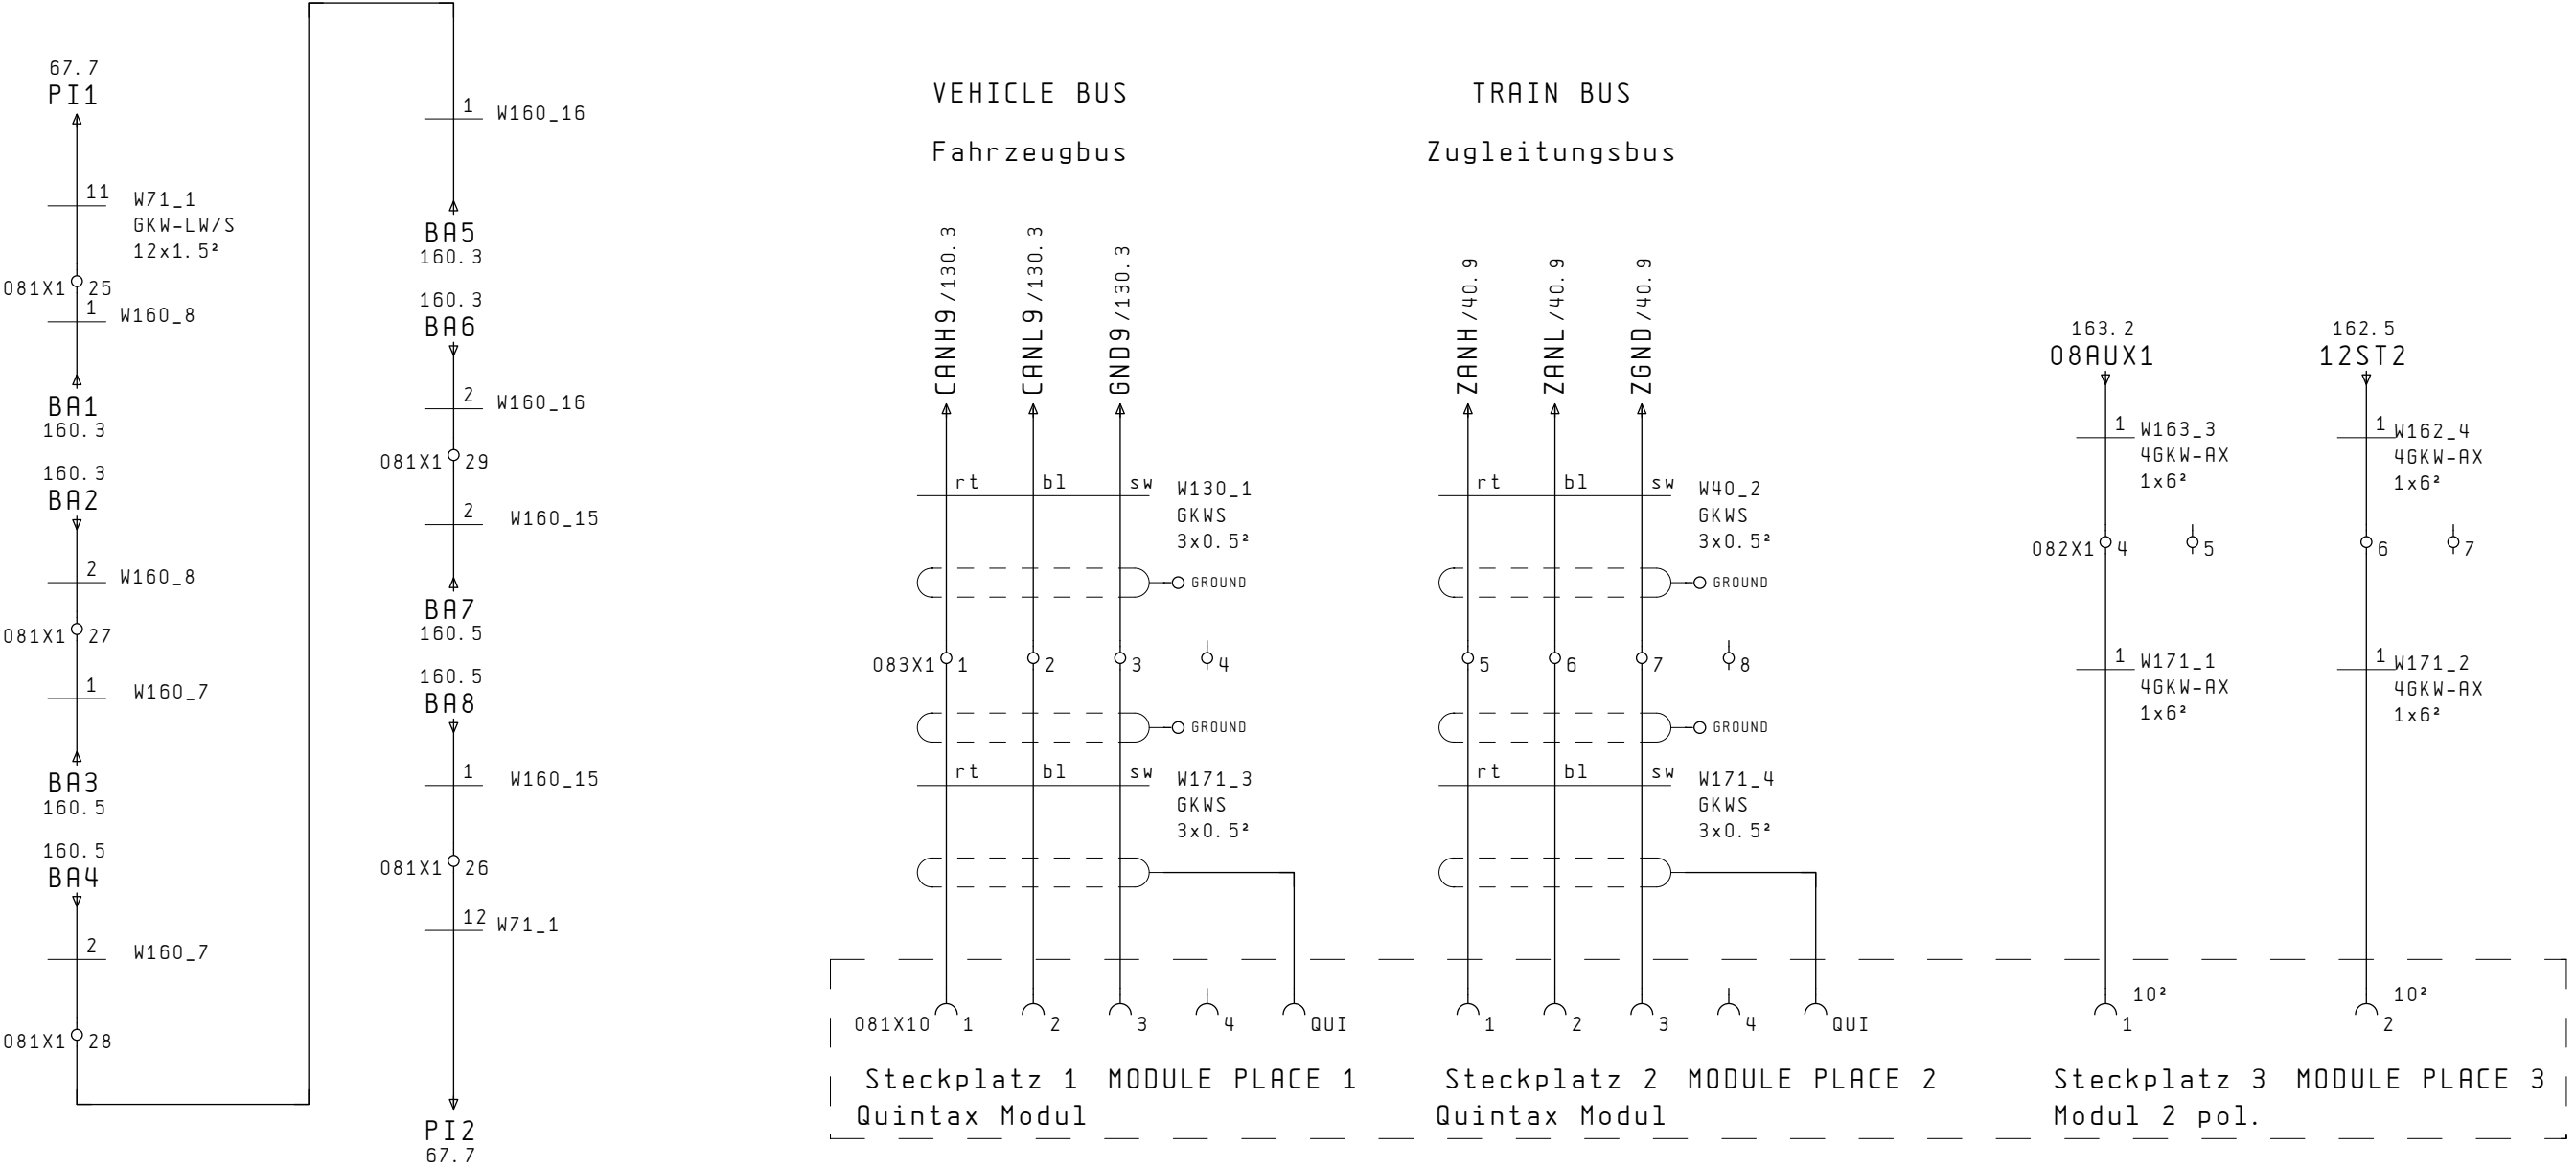 67.7
PI1
11
W71_1
GKW-LW/S
12x1.5²
081X1
25
1
W160_8
BA1
160.3
160.3
BA2
2
W160_8
081X1
27
1
W160_7
BA3
160.5
160.5
BA4
2
W160_7
081X1
28
1
W160_16
BA5
160.3
160.3
BA6
2
W160_16
081X1
29
2
W160_15
BA7
160.5
160.5
BA8
1
W160_15
081X1
26
12
W71_1
PI2
67.7
VEHICLE BUS
Fahrzeugbus
CANH9/130.3
CANL9/130.3
GND9/130.3
rt
bl
sw
W130_1
GKWS
3x0.5²
GROUND
083X1
1
2
3
4
GROUND
rt
bl
sw
W171_3
GKWS
3x0.5²
081X10
1
2
3
4
QUI
Steckplatz 1 MODULE PLACE 1
Quintax Modul
TRAIN BUS
Zugleitungsbus
ZANH/40.9
ZANL/40.9
ZGND/40.9
rt
bl
sw
W40_2
GKWS
3x0.5²
GROUND
5
6
7
8
GROUND
rt
bl
sw
W171_4
GKWS
3x0.5²
1
2
3
4
QUI
Steckplatz 2 MODULE PLACE 2
Quintax Modul
163.2
08AUX1
1
W163_3
4GKW-AX
1x6²
082X1
4
5
1
W171_1
4GKW-AX
1x6²
10²
1
162.5
12ST2
1
W162_4
4GKW-AX
1x6²
6
7
1
W171_2
4GKW-AX
1x6²
10²
2
Steckplatz 3 MODULE PLACE 3
Modul 2 pol.